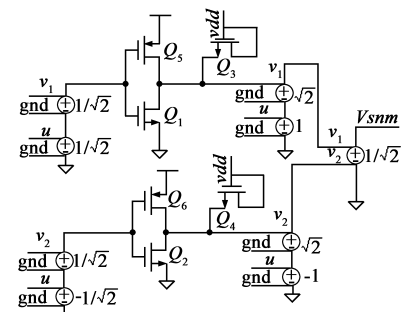 vdd
Q5
Q3
v1
gnd
1/√2
u
gnd
1/√2
Q1
v1
gnd
√2
u
gnd
1
Vsnm
v1
v2
1/√2
vdd
Q6
Q4
v2
gnd
1/√2
u
gnd
-1/√2
Q2
v2
gnd
√2
u
gnd
-1